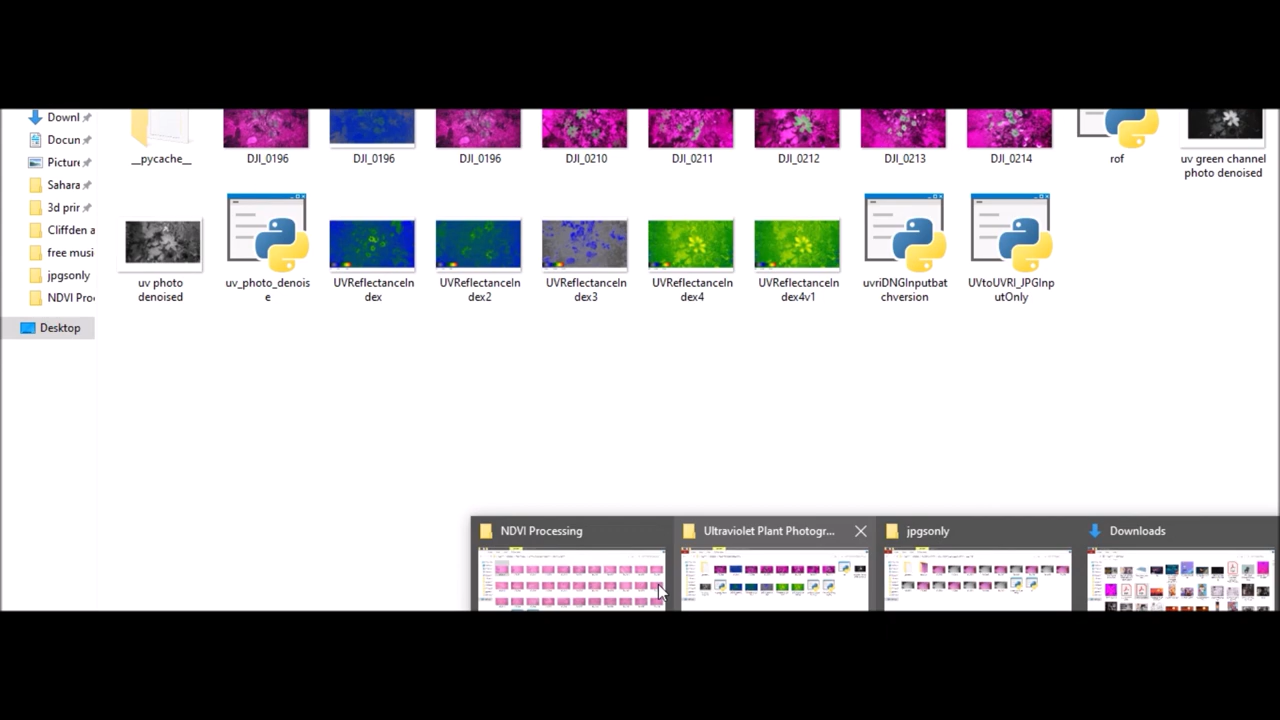 Downl
Docun
Picture
Sahara
3d prir
Cliffden a
free musi
jpgsonly
NDVI Pro
Desktop
__pycache__
DJI_0196
DJI_0196
DJI_0196
DJI_0210
DJI_0211
DJI_0212
DJI_0213
DJI_0214
rof
uv green channel
photo denoised
uv photo
denoised
uv_photo_denois
e
UVReflectanceIn
dex
UVReflectanceIn
dex2
UVReflectanceIn
dex3
UVReflectanceIn
dex4
UVReflectanceIn
dex4v1
uvriDNGInputbat
chversion
UVtoUVRI_JPGInp
utOnly
NDVI Processing
Ultraviolet Plant Photogr...
jpgsonly
Downloads